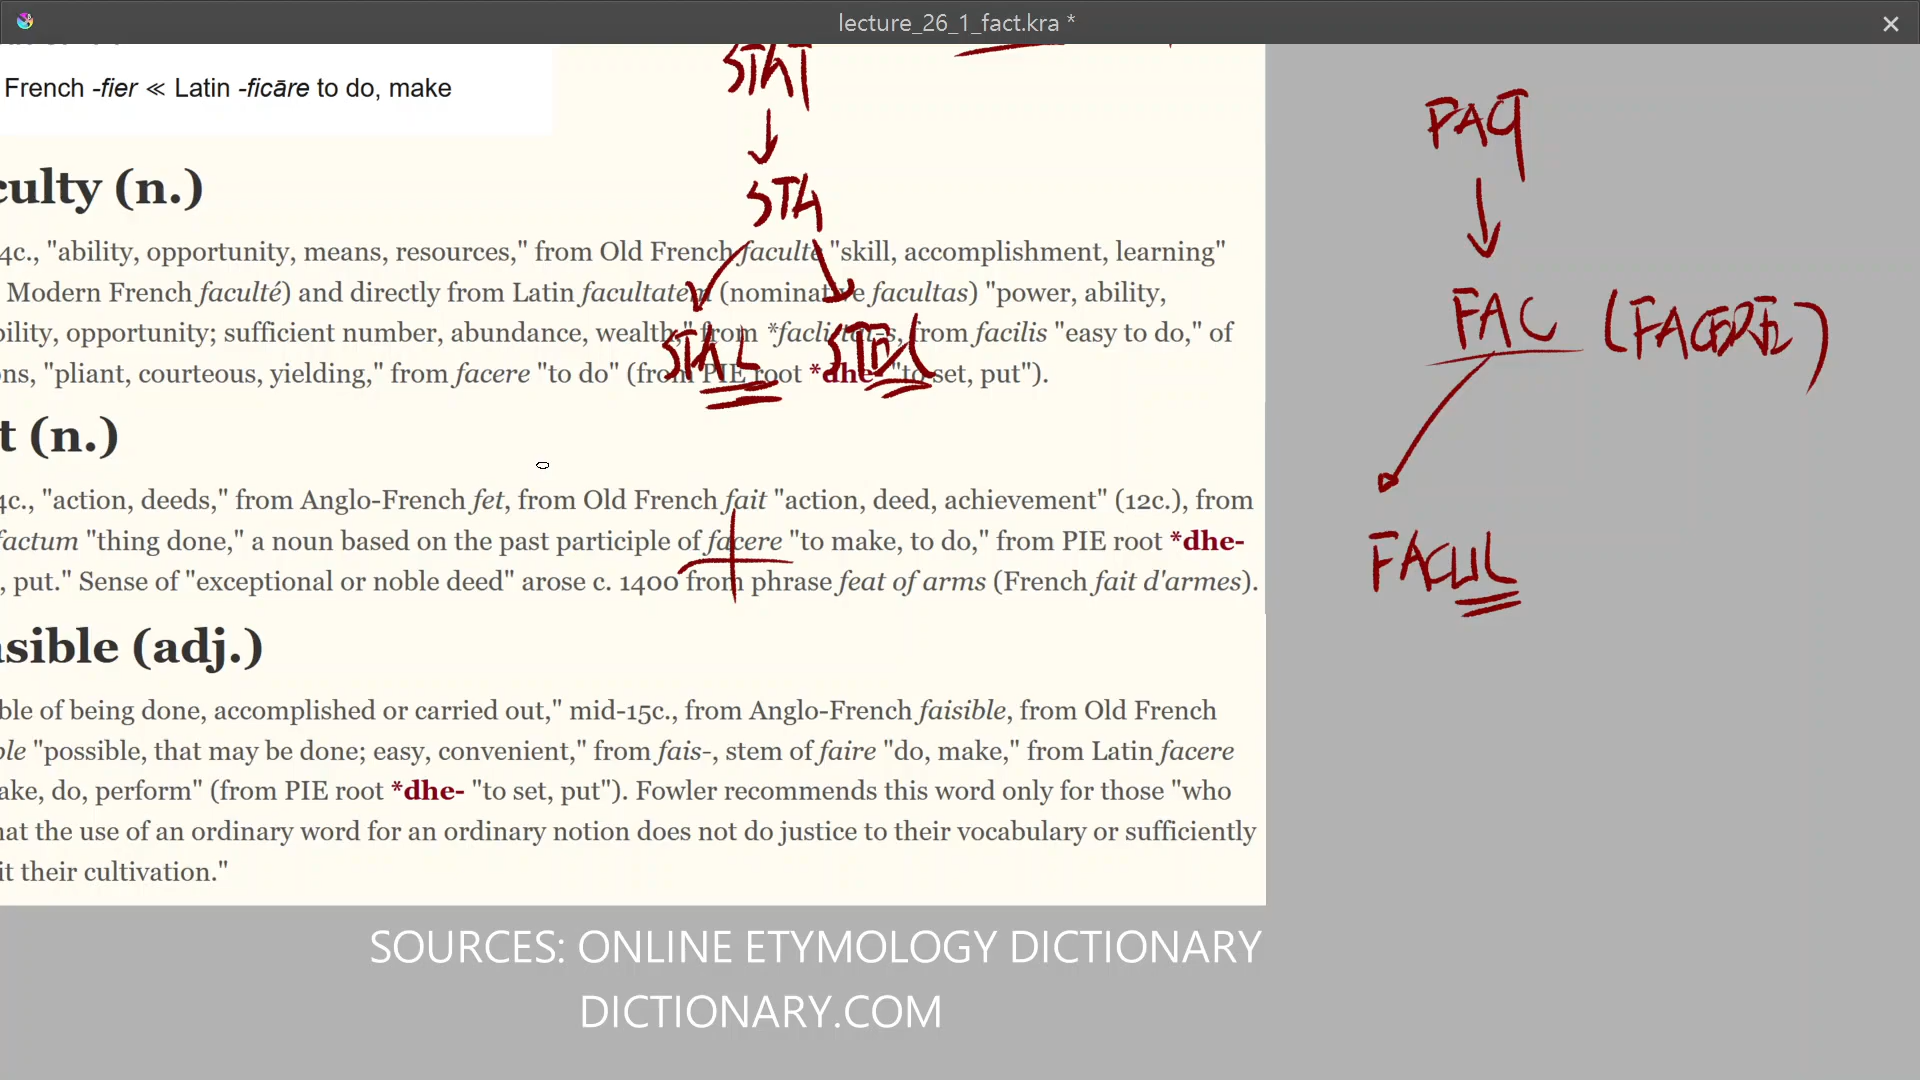 lecture_26_1_fact.kra *
French -fier ≪ Latin -ficāre to do, make
STAT
STA
STAL
FACT
FAC (FACERE)
FACUL
culty (n.)
4c., "ability, opportunity, means, resources," from Old French faculté "skill, accomplishment, learning"
Modern French faculté) and directly from Latin facultatem (nominative facultas) "power, ability,
bility, opportunity; sufficient number, abundance, wealth," from from facilis "easy to do," of
ons, "pliant, courteous, yielding," from facere "to do" (from PIE root *dhe- "to set, put").
t (n.)
4c., "action, deeds," from Anglo-French fet, from Old French fait "action, deed, achievement" (12c.), from
factum "thing done," a noun based on the past participle of facere "to make, to do," from PIE root *dhe-
, put." Sense of "exceptional or noble deed" arose c. 1400 from phrase feat of arms (French fait d'armes).
asible (adj.)
ble of being done, accomplished or carried out," mid-15c., from Anglo-French faisible, from Old French
ble "possible, that may be done; easy, convenient," from fais-, stem of faire "do, make," from Latin facere
ake, do, perform" (from PIE root *dhe- "to set, put"). Fowler recommends this word only for those "who
hat the use of an ordinary word for an ordinary notion does not do justice to their vocabulary or sufficiently
it their cultivation."
SOURCES: ONLINE ETYMOLOGY DICTIONARY
DICTIONARY.COM